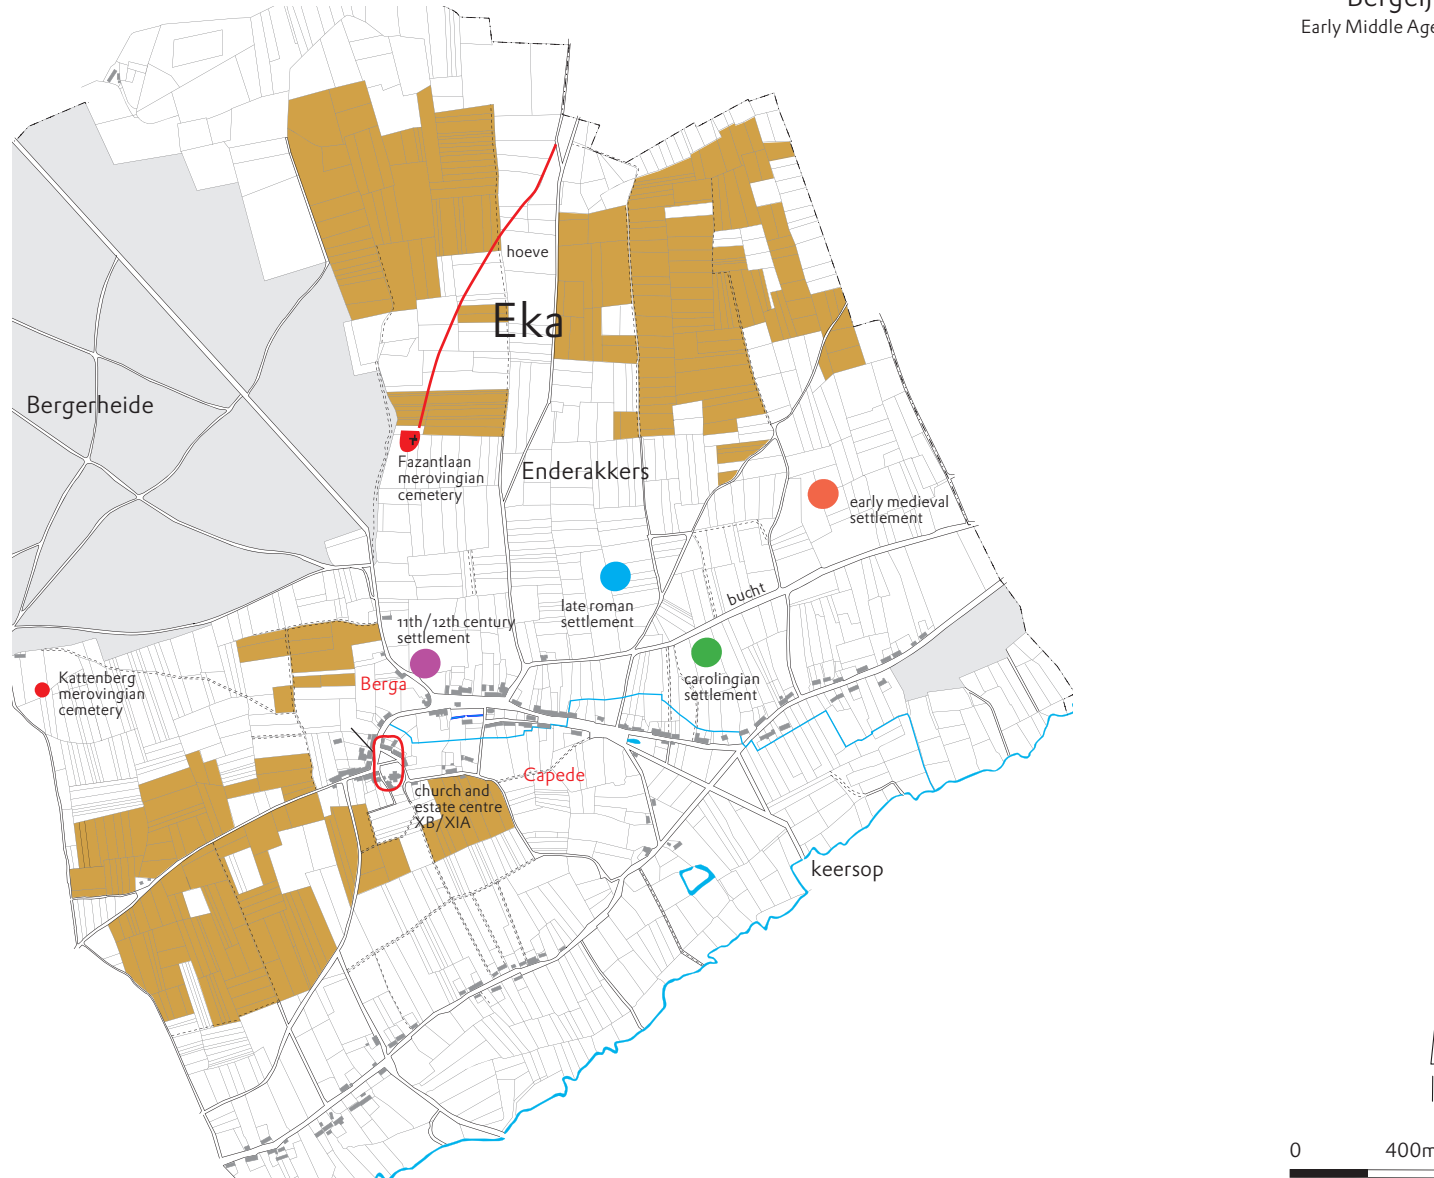 Early Middle Age
hoeve
Eka
Bergerheide
Fazantlaan
merovingian
cemetery
Enderakkers
early medieval
settlement
late roman
settlement
bucht
11th/12th century
settlement
carolingian
settlement
Kattenberg
merovingian
cemetery
Berga
Capede
church and
estate centre
XB/XIA
keersop
0 400m